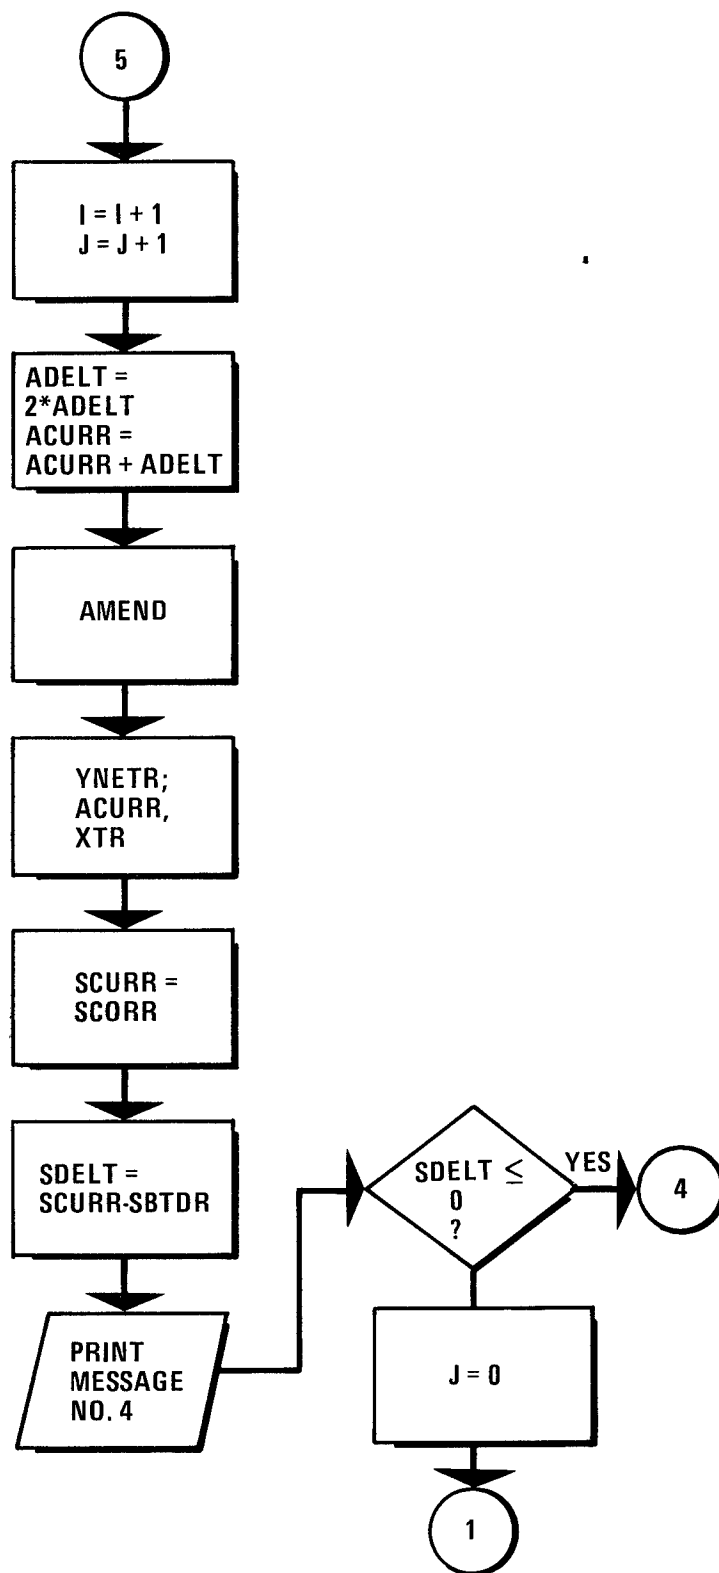 5
I = I + 1
J = J + 1
ADELT =
2*ADELT
ACURR =
ACURR + ADELT
AMEND
YNETR;
ACURR,
XTR
SCURR =
SCORR
SDELT =
SCURR-SBTDR
PRINT
MESSAGE
NO. 4
SDELT ≤
0
?
YES
4
J = 0
1